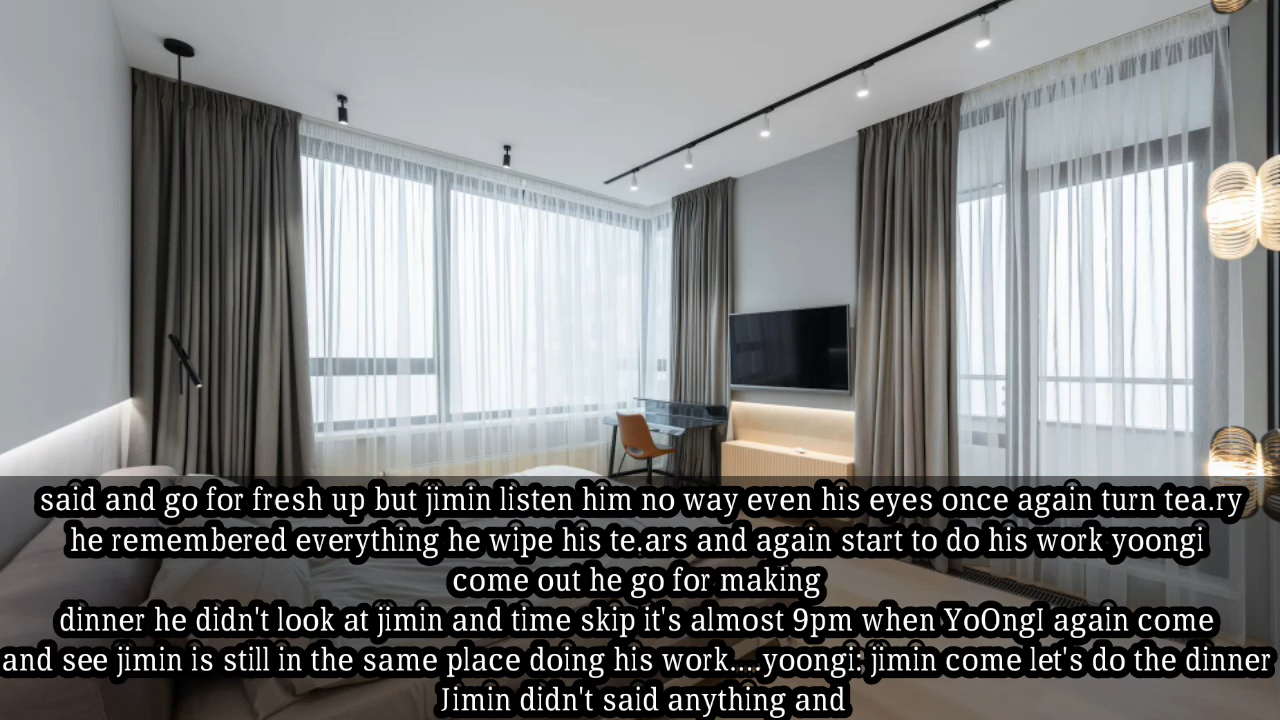 said and go for fresh up but jimin listen him no way even his eyes once again turn tea.ry
he remembered everything he wipe his te.ars and again start to do his work yoongi
come out he go for making
dinner he didn't look at jimin and time skip it's almost 9pm when YoOngI again come
and see jimin is still in the same place doing his work....yoongi: jimin come let's do the dinner
Jimin didn't said anything and